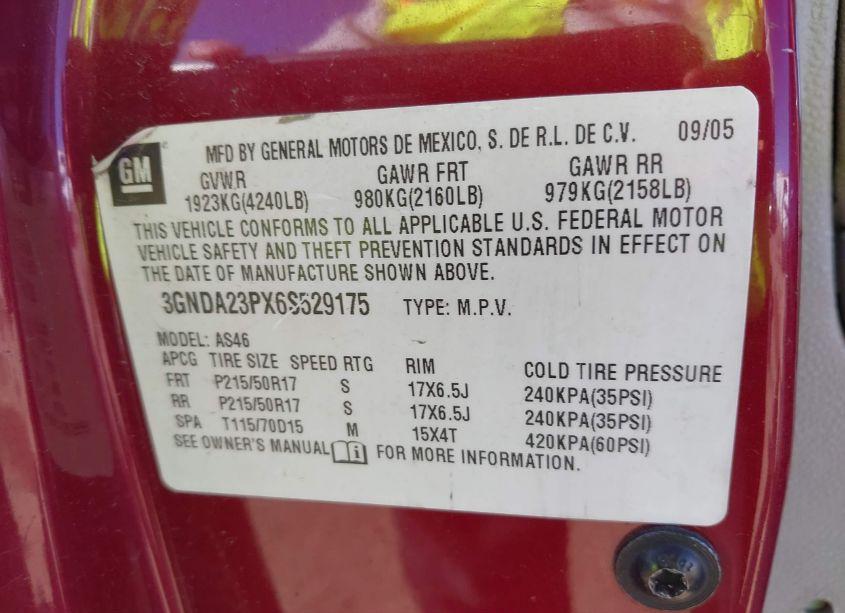 GM
MFD BY GENERAL MOTORS DE MEXICO, S. DE R.L. DE C.V. 09/05
GVWR GAWR FRT GAWR RR
1923KG(4240LB) 980KG(2160LB) 979KG(2158LB)
THIS VEHICLE CONFORMS TO ALL APPLICABLE U.S. FEDERAL MOTOR
VEHICLE SAFETY AND THEFT PREVENTION STANDARDS IN EFFECT ON
THE DATE OF MANUFACTURE SHOWN ABOVE.
3GNDA23PX6S529175 TYPE: M.P.V.
MODEL: AS46
APCG TIRE SIZE SPEED RTG RIM COLD TIRE PRESSURE
FRT P215/50R17 S 17X6.5J 240KPA(35PSI)
RR P215/50R17 S 17X6.5J 240KPA(35PSI)
SPA T115/70D15 M 15X4T 420KPA(60PSI)
SEE OWNER'S MANUAL i FOR MORE INFORMATION.